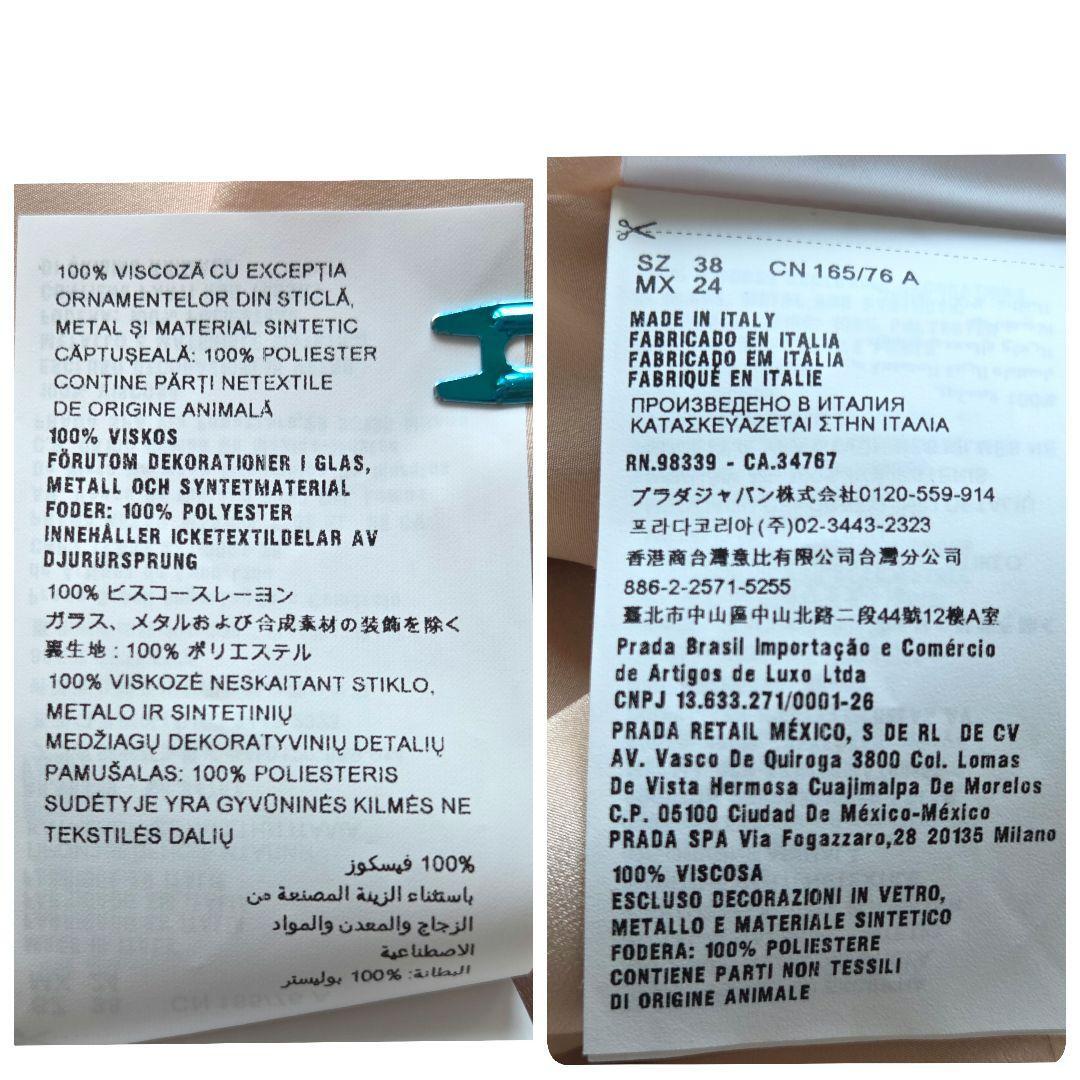 100% VISCOZĂ CU EXCEPȚIA
ORNAMENTELOR DIN STICLĂ,
METAL ȘI MATERIAL SINTETIC
CĂPTUȘEALĂ: 100% POLIESTER
CONȚINE PĂRȚI NETEXTILE
DE ORIGINE ANIMALĂ
100% VISKOS
FÖRUTOM DEKORATIONER I GLAS,
METALL OCH SYNTETMATERIAL
FODER: 100% POLYESTER
INNEHÅLLER ICKETEXTILDELAR AV
DJURURSPRUNG
100% ビスコースレーヨン
ガラス、メタルおよび合成素材の装飾を除く
裏生地 : 100% ポリエステル
100% VISKOZĖ NESKAITANT STIKLO,
METALO IR SINTETINIŲ
MEDŽIAGŲ DEKORATYVINIŲ DETALIŲ
PAMUŠALAS: 100% POLIESTERIS
SUDĖTYJE YRA GYVŪNINĖS KILMĖS NE
TEKSTILĖS DALIŲ
100% فيسكوز
باستثناء الزينة المصنعة من
الزجاج والمعدن والمواد
الاصطناعية
البطانة: 100% بوليستر
SZ 38 CN 165/76 A
MX 24
MADE IN ITALY
FABRICADO EN ITALIA
FABRICADO EM ITÁLIA
FABRIQUÉ EN ITALIE
ПРОИЗВЕДЕНО В ИТАЛИЯ
ΚΑΤΑΣΚΕΥΑΖΕΤΑΙ ΣΤΗΝ ΙΤΑΛΙΑ
RN.98339 - CA.34767
プラダジャパン株式会社0120-559-914
프라다코리아(주)02-3443-2323
香港商台灣意比有限公司台灣分公司
886-2-2571-5255
臺北市中山區中山北路二段44號12樓A室
Prada Brasil Importação e Comércio
de Artigos de Luxo Ltda
CNPJ 13.633.271/0001-26
PRADA RETAIL MÉXICO, S DE RL DE CV
AV. Vasco De Quiroga 3800 Col. Lomas
De Vista Hermosa Cuajimalpa De Morelos
C.P. 05100 Ciudad De México-México
PRADA SPA Via Fogazzaro,28 20135 Milano
100% VISCOSA
ESCLUSO DECORAZIONI IN VETRO,
METALLO E MATERIALE SINTETICO
FODERA: 100% POLIESTERE
CONTIENE PARTI NON TESSILI
DI ORIGINE ANIMALE